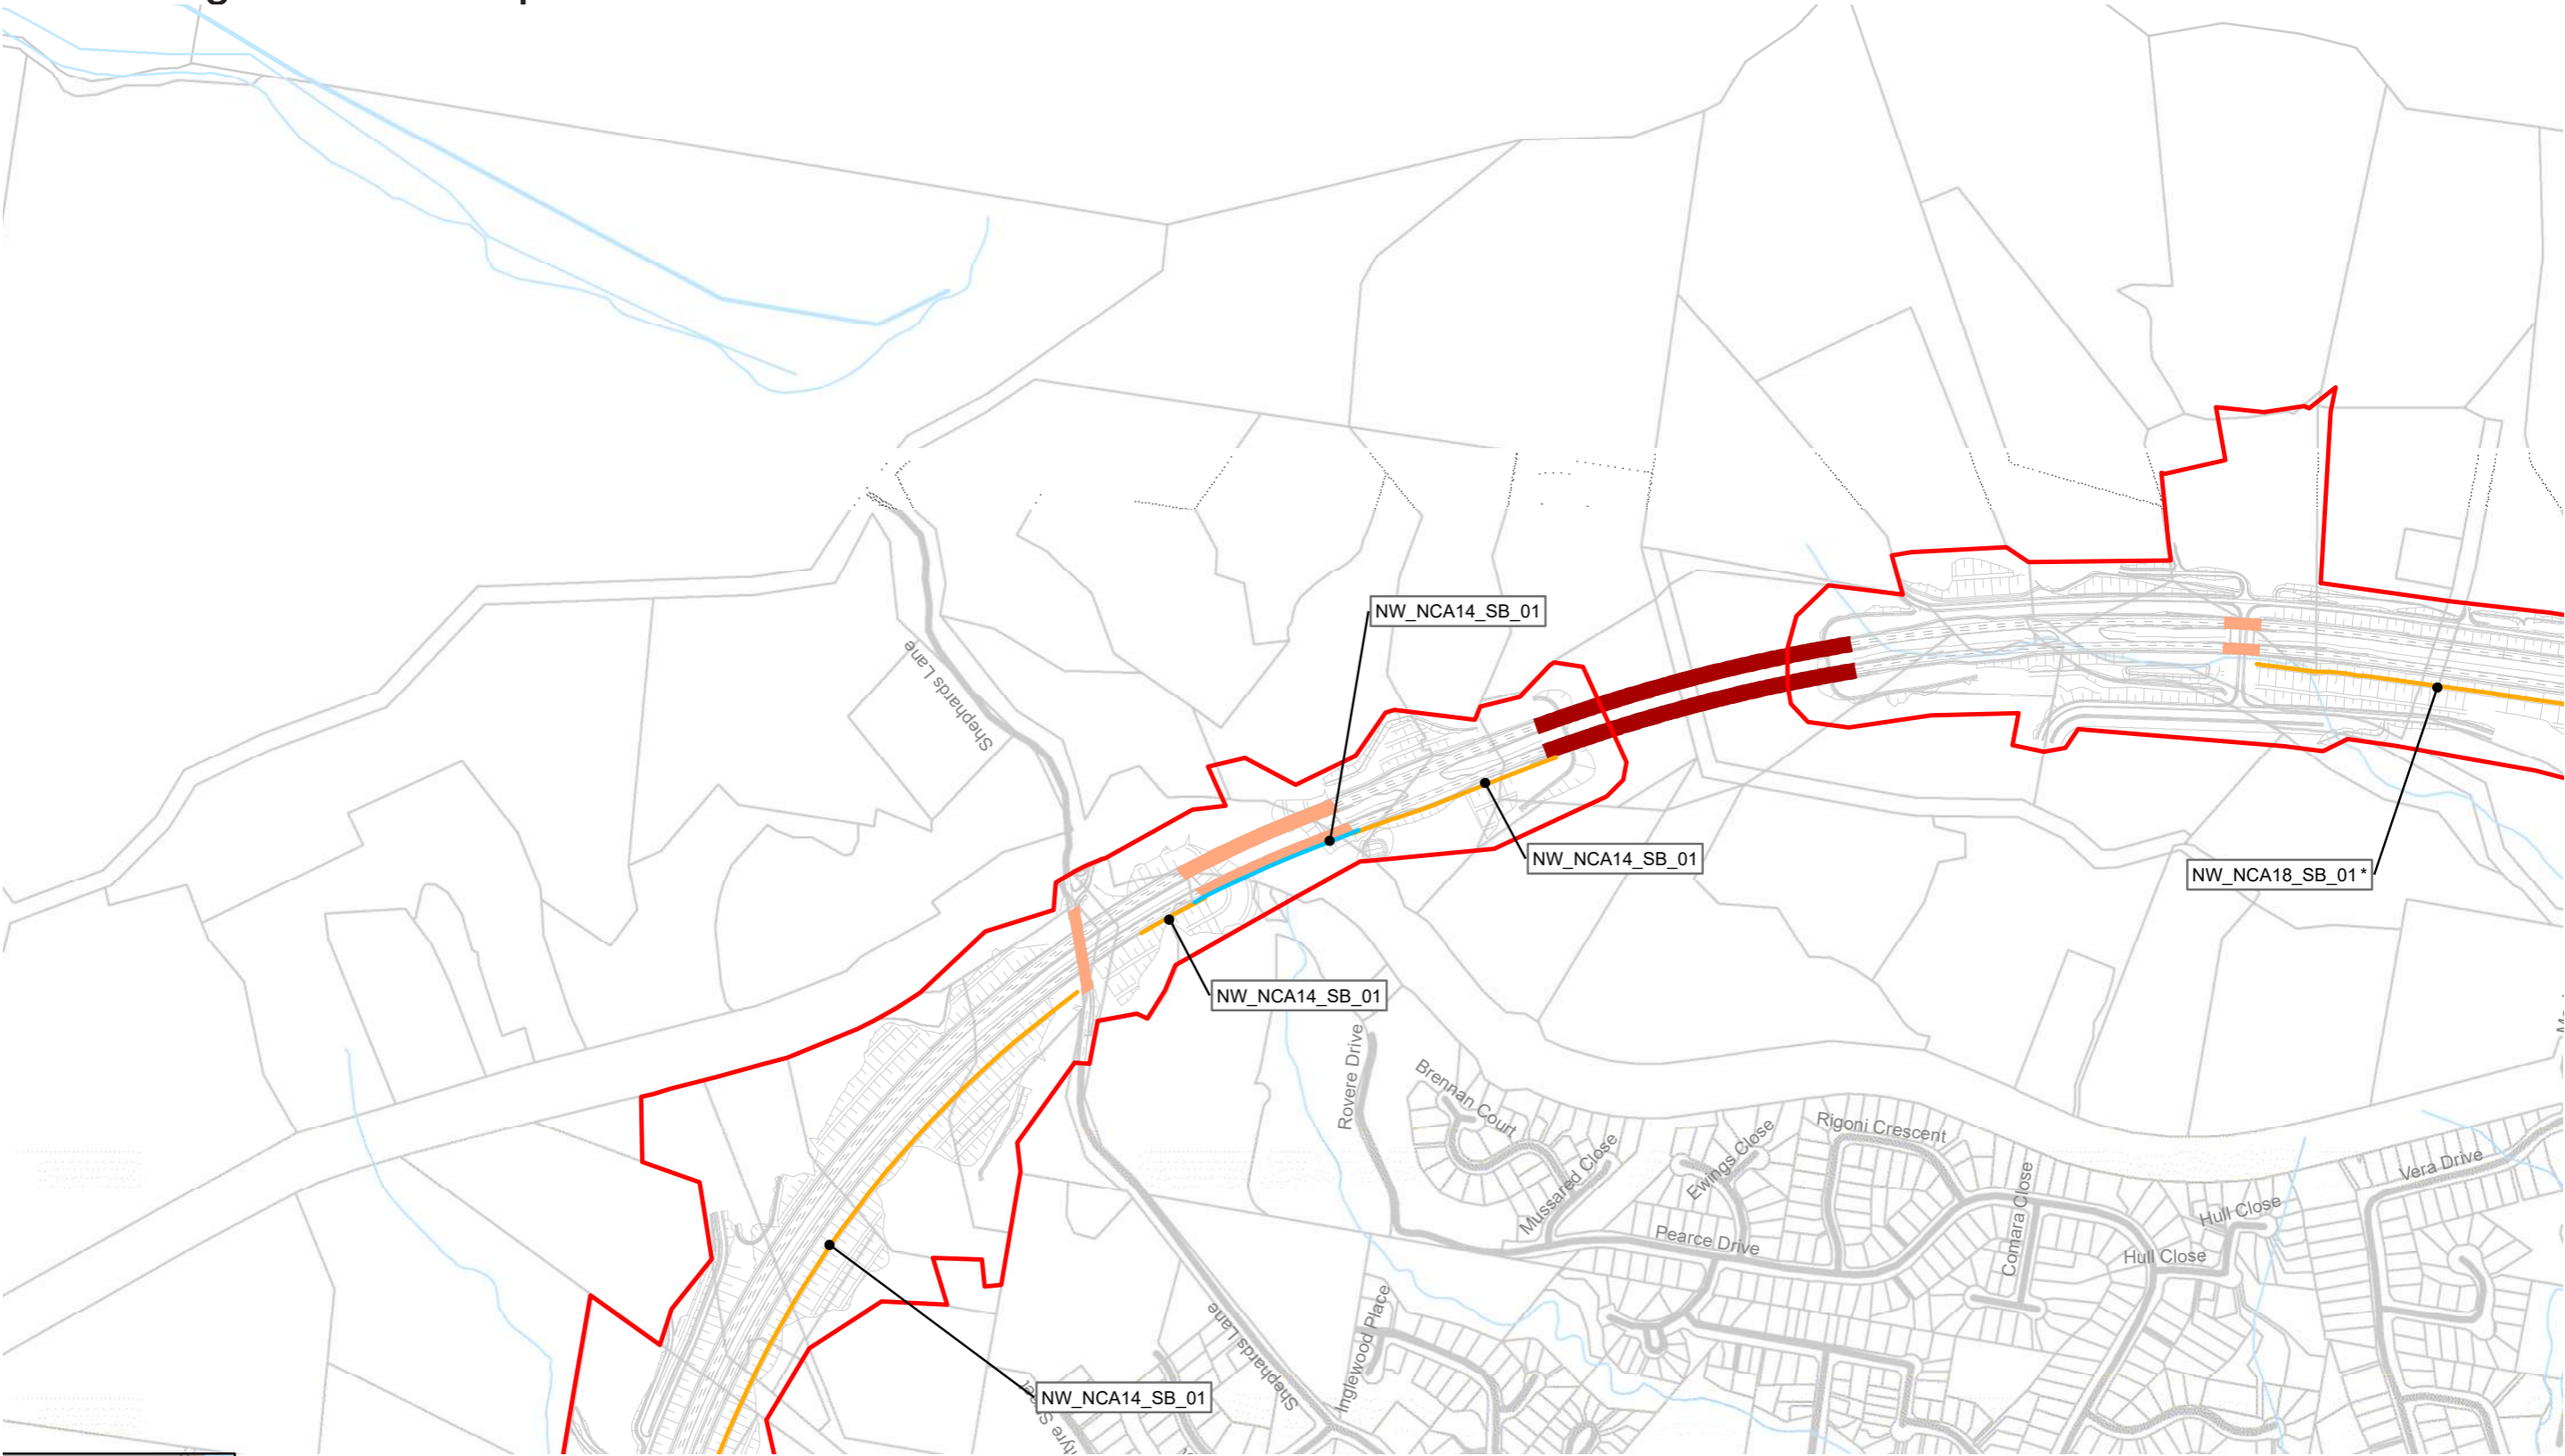 NW_NCA14_SB_01
Shephards Lane
NW_NCA14_SB_01
NW_NCA18_SB_01*
NW_NCA14_SB_01
Rovere Drive
Brennan Court
Mussared Close
Ewings Close
Rigoni Crescent
Comara Close
Vera Drive
Hull Close
Pearce Drive
Hull Close
Shephards Lane
Inglewood Place
NW_NCA14_SB_01